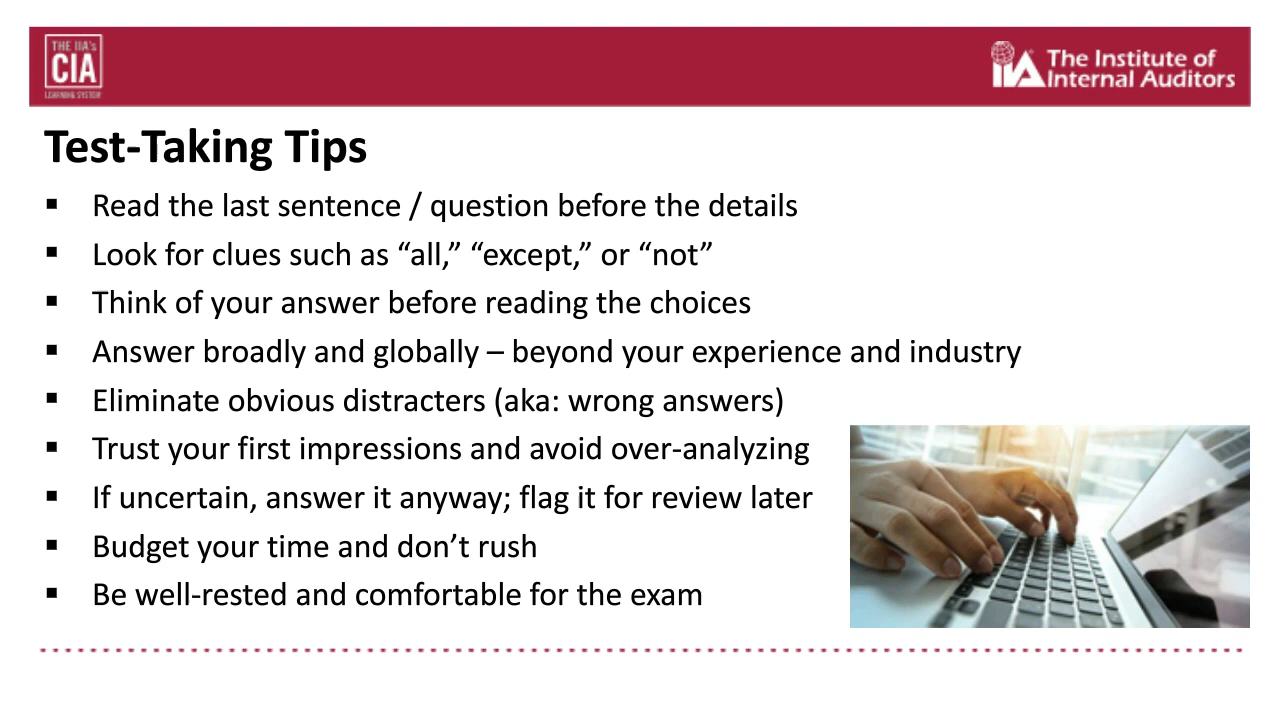 THE IIA's
CIA
LEARNING SYSTEM
IIA
The Institute of
Internal Auditors
Test-Taking Tips
▪ Read the last sentence / question before the details
▪ Look for clues such as “all,” “except,” or “not”
▪ Think of your answer before reading the choices
▪ Answer broadly and globally – beyond your experience and industry
▪ Eliminate obvious distracters (aka: wrong answers)
▪ Trust your first impressions and avoid over-analyzing
▪ If uncertain, answer it anyway; flag it for review later
▪ Budget your time and don’t rush
▪ Be well-rested and comfortable for the exam